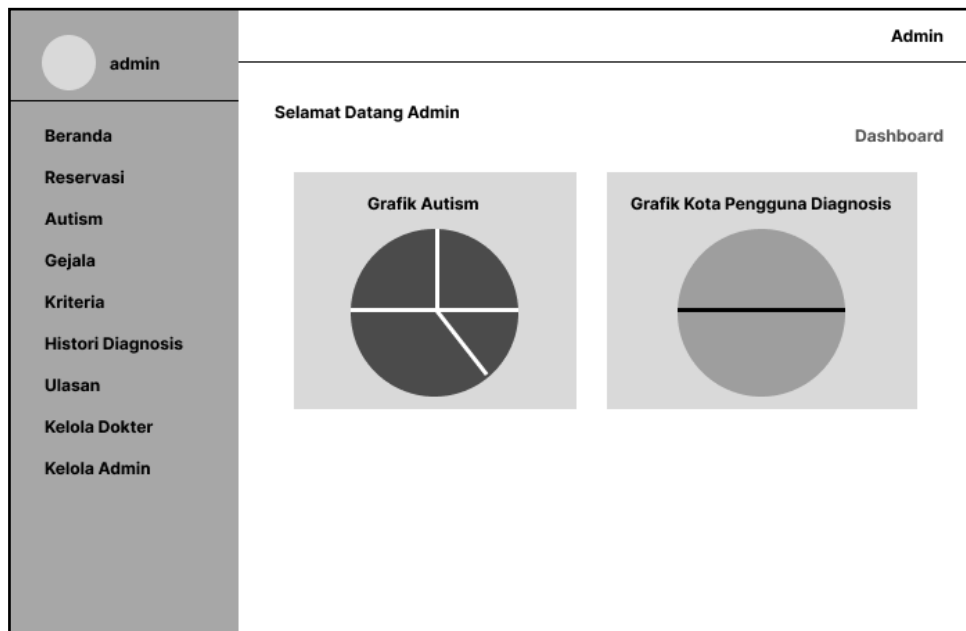 admin
Beranda
Reservasi
Autism
Gejala
Kriteria
Histori Diagnosis
Ulasan
Kelola Dokter
Kelola Admin
Admin
Selamat Datang Admin
Dashboard
Grafik Autism
Grafik Kota Pengguna Diagnosis